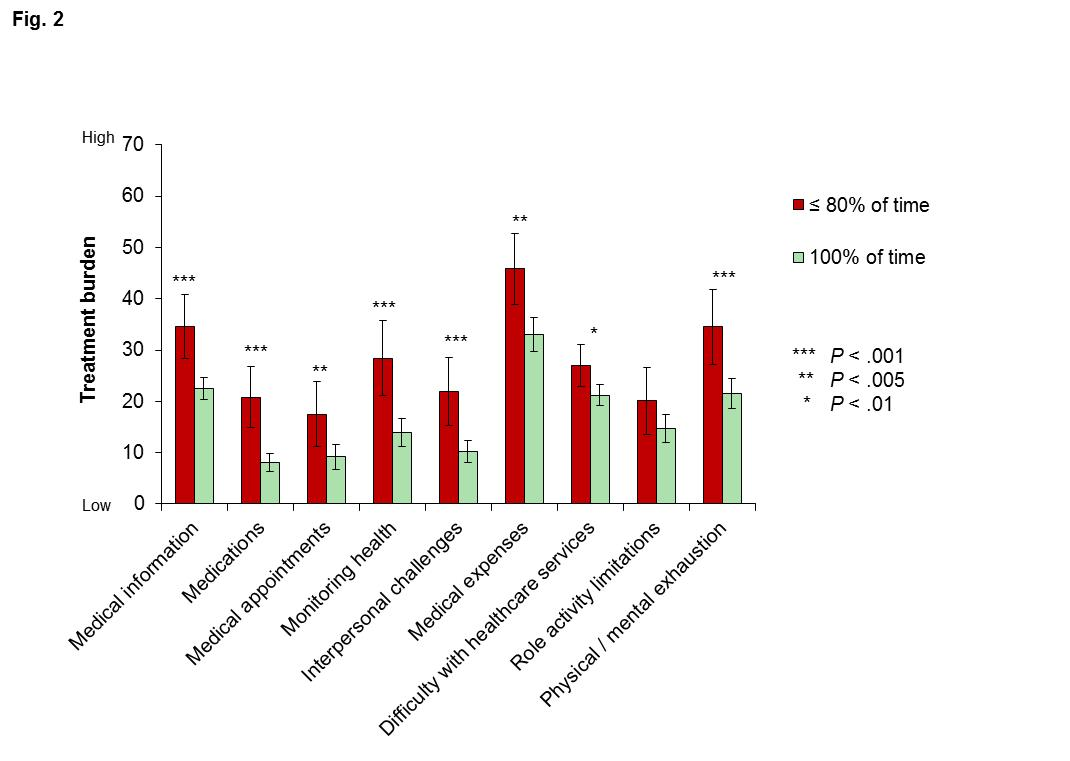 Fig. 2
High
70
60
50
40
30
20
10
0
Low
Treatment burden
***
***
**
***
***
**
*
***
Medical information
Medications
Medical appointments
Monitoring health
Interpersonal challenges
Medical expenses
Difficulty with healthcare services
Role activity limitations
Physical / mental exhaustion
≤ 80% of time
100% of time
*** P < .001
** P < .005
* P < .01